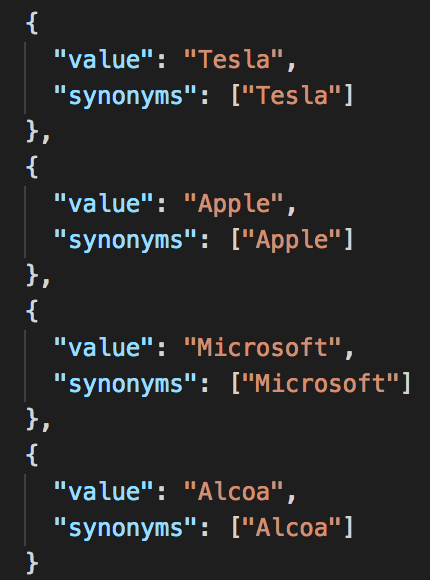 {
"value": "Tesla",
"synonyms": ["Tesla"]
},
{
"value": "Apple",
"synonyms": ["Apple"]
},
{
"value": "Microsoft",
"synonyms": ["Microsoft"]
},
{
"value": "Alcoa",
"synonyms": ["Alcoa"]
}